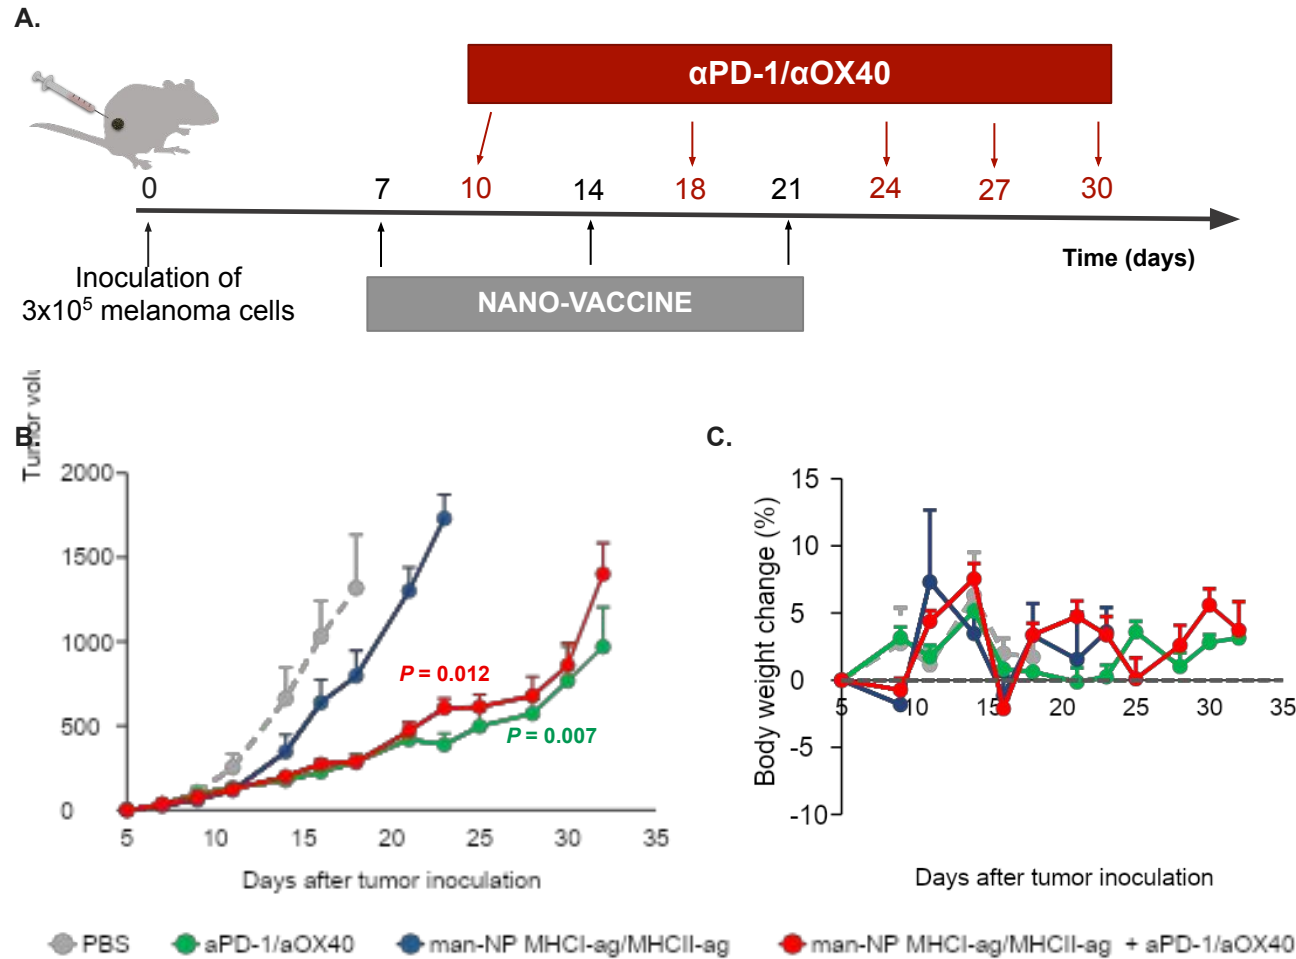 A.
αPD-1/αOX40
0 7 10 14 18 21 24 27 30
Time (days)
Inoculation of
3x10⁵ melanoma cells
NANO-VACCINE
B.
Tumor
2000
1500
1000
500
0
5 10 15 20 25 30 35
P = 0.012
P = 0.007
Days after tumor inoculation
C.
Body weight change (%)
15
10
5
0
-5
-10
5 10 15 20 25 30 35
Days after tumor inoculation
PBS
aPD-1/aOX40
man-NP MHCI-ag/MHCII-ag
man-NP MHCI-ag/MHCII-ag + aPD-1/aOX40